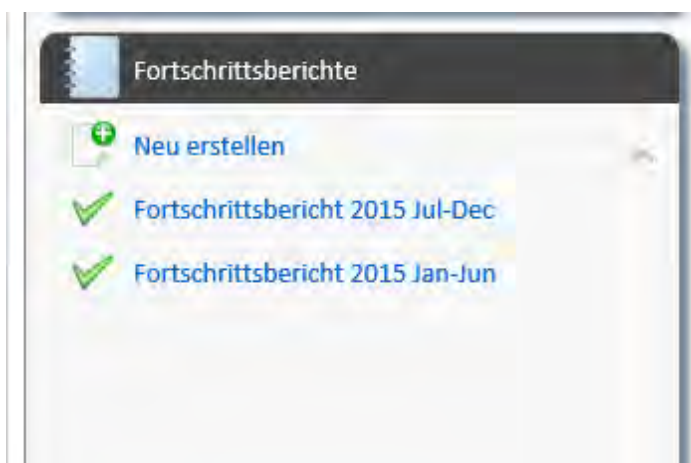 Fortschrittsberichte
Neu erstellen
Fortschrittsbericht 2015 Jul-Dec
Fortschrittsbericht 2015 Jan-Jun